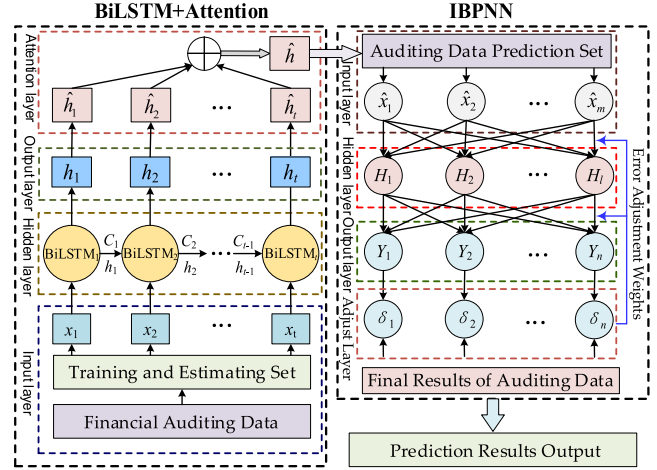 BiLSTM+Attention
IBPNN
Attention layer
ĥ
ĥ₁ ĥ₂ ... ĥₜ
Output layer
h₁ h₂ ... hₜ
Hidden layer
BiLSTM₁ C₁ h₁ BiLSTM₂ C₂ h₂ ... Cₜ₋₁ hₜ₋₁ BiLSTMₜ
Input layer
x₁ x₂ ... xₜ
Training and Estimating Set
Financial Auditing Data
Input layer
Auditing Data Prediction Set
x̂₁ x̂₂ ... x̂ₘ
Hidden layer
H₁ H₂ ... Hₗ
Output layer
Y₁ Y₂ ... Yₙ
Adjust Layer
δ₁ δ₂ ... δₙ
Error Adjustment Weights
Final Results of Auditing Data
Prediction Results Output